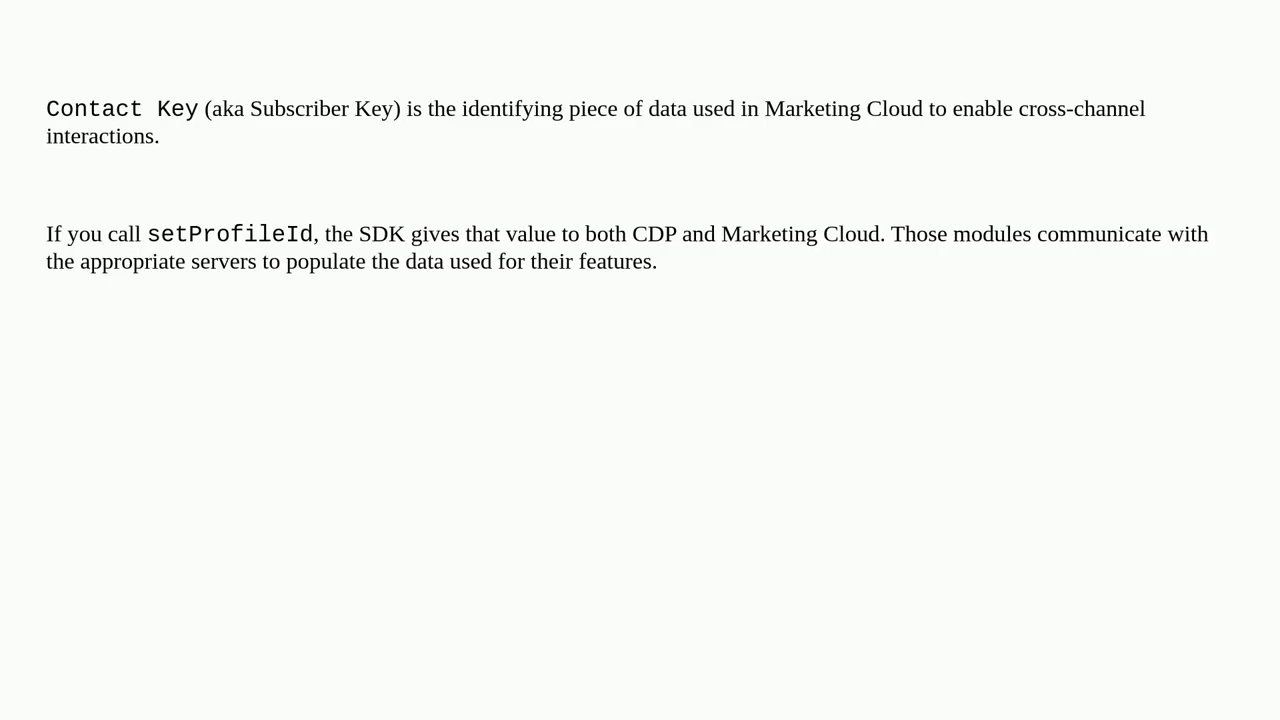 Contact Key (aka Subscriber Key) is the identifying piece of data used in Marketing Cloud to enable cross-channel
interactions.
If you call setProfileId, the SDK gives that value to both CDP and Marketing Cloud. Those modules communicate with
the appropriate servers to populate the data used for their features.